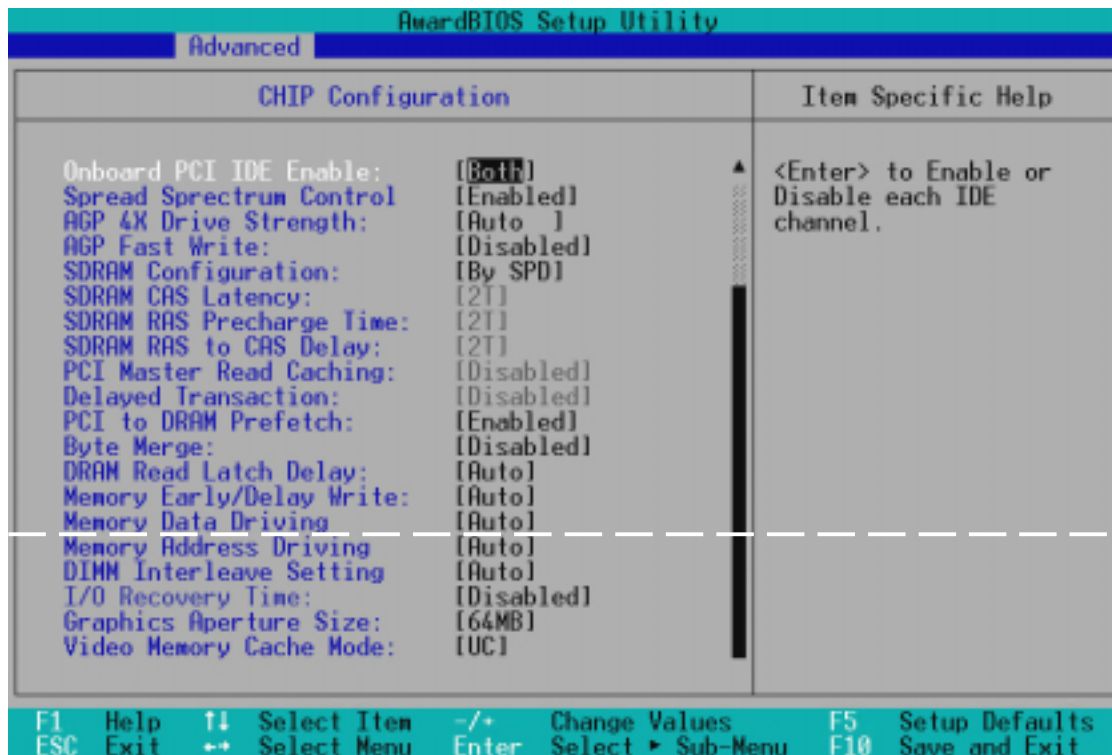 AwardBIOS Setup Utility
Advanced
CHIP Configuration
Item Specific Help
Onboard PCI IDE Enable: [Both]
Spread Sprectrum Control [Enabled]
AGP 4X Drive Strength: [Auto ]
AGP Fast Write: [Disabled]
SDRAM Configuration: [By SPD]
SDRAM CAS Latency: [2T]
SDRAM RAS Precharge Time: [2T]
SDRAM RAS to CAS Delay: [2T]
PCI Master Read Caching: [Disabled]
Delayed Transaction: [Disabled]
PCI to DRAM Prefetch: [Enabled]
Byte Merge: [Disabled]
DRAM Read Latch Delay: [Auto]
Memory Early/Delay Write: [Auto]
Memory Data Driving [Auto]
Memory Address Driving [Auto]
DIMM Interleave Setting [Auto]
I/O Recovery Time: [Disabled]
Graphics Aperture Size: [64MB]
Video Memory Cache Mode: [UC]
<Enter> to Enable or
Disable each IDE
channel.
F1 Help ↑↓ Select Item -/+ Change Values F5 Setup Defaults
ESC Exit ←→ Select Menu Enter Select ► Sub-Menu F10 Save and Exit